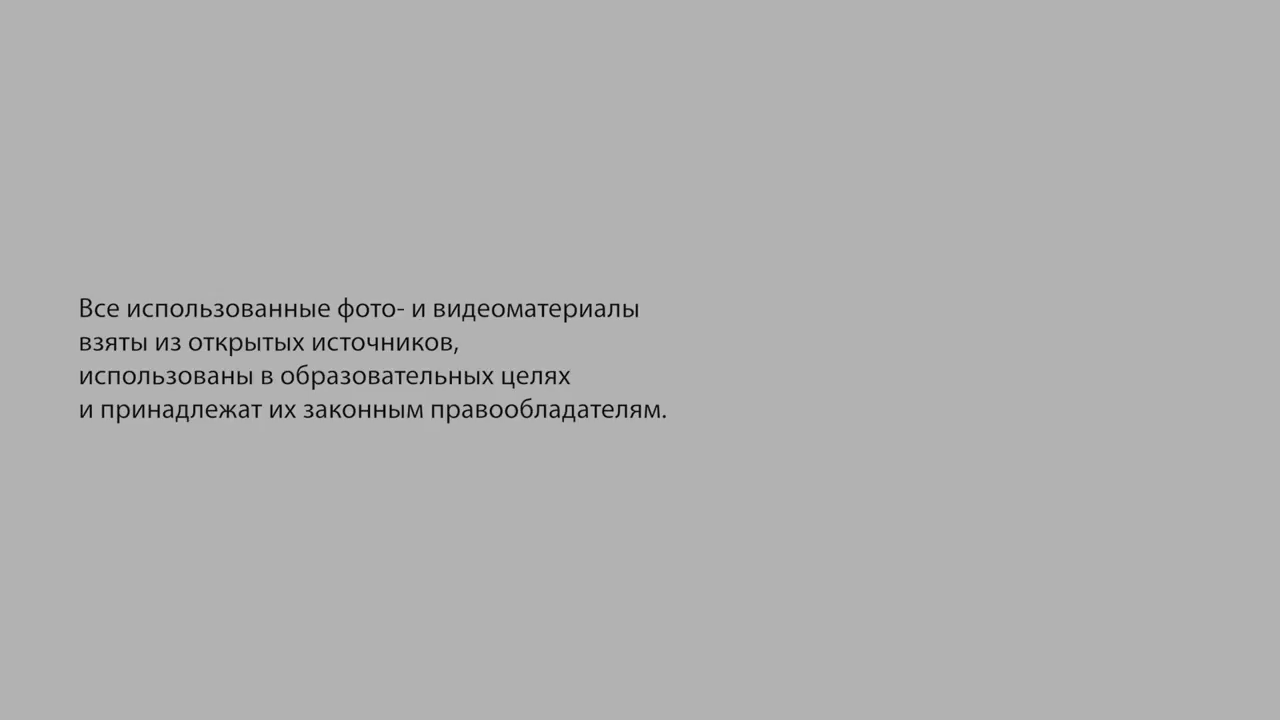 Все использованные фото- и видеоматериалы
взяты из открытых источников,
использованы в образовательных целях
и принадлежат их законным правообладателям.